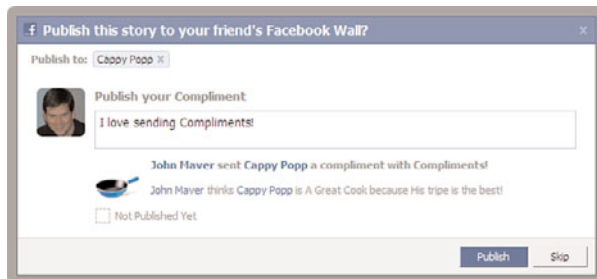 f Publish this story to your friend's Facebook Wall? x
Publish to: Cappy Popp x
Publish your Compliment
I love sending Compliments!
John Maver sent Cappy Popp a compliment with Compliments!
John Maver thinks Cappy Popp is A Great Cook because His tripe is the best!
Not Published Yet
Publish Skip